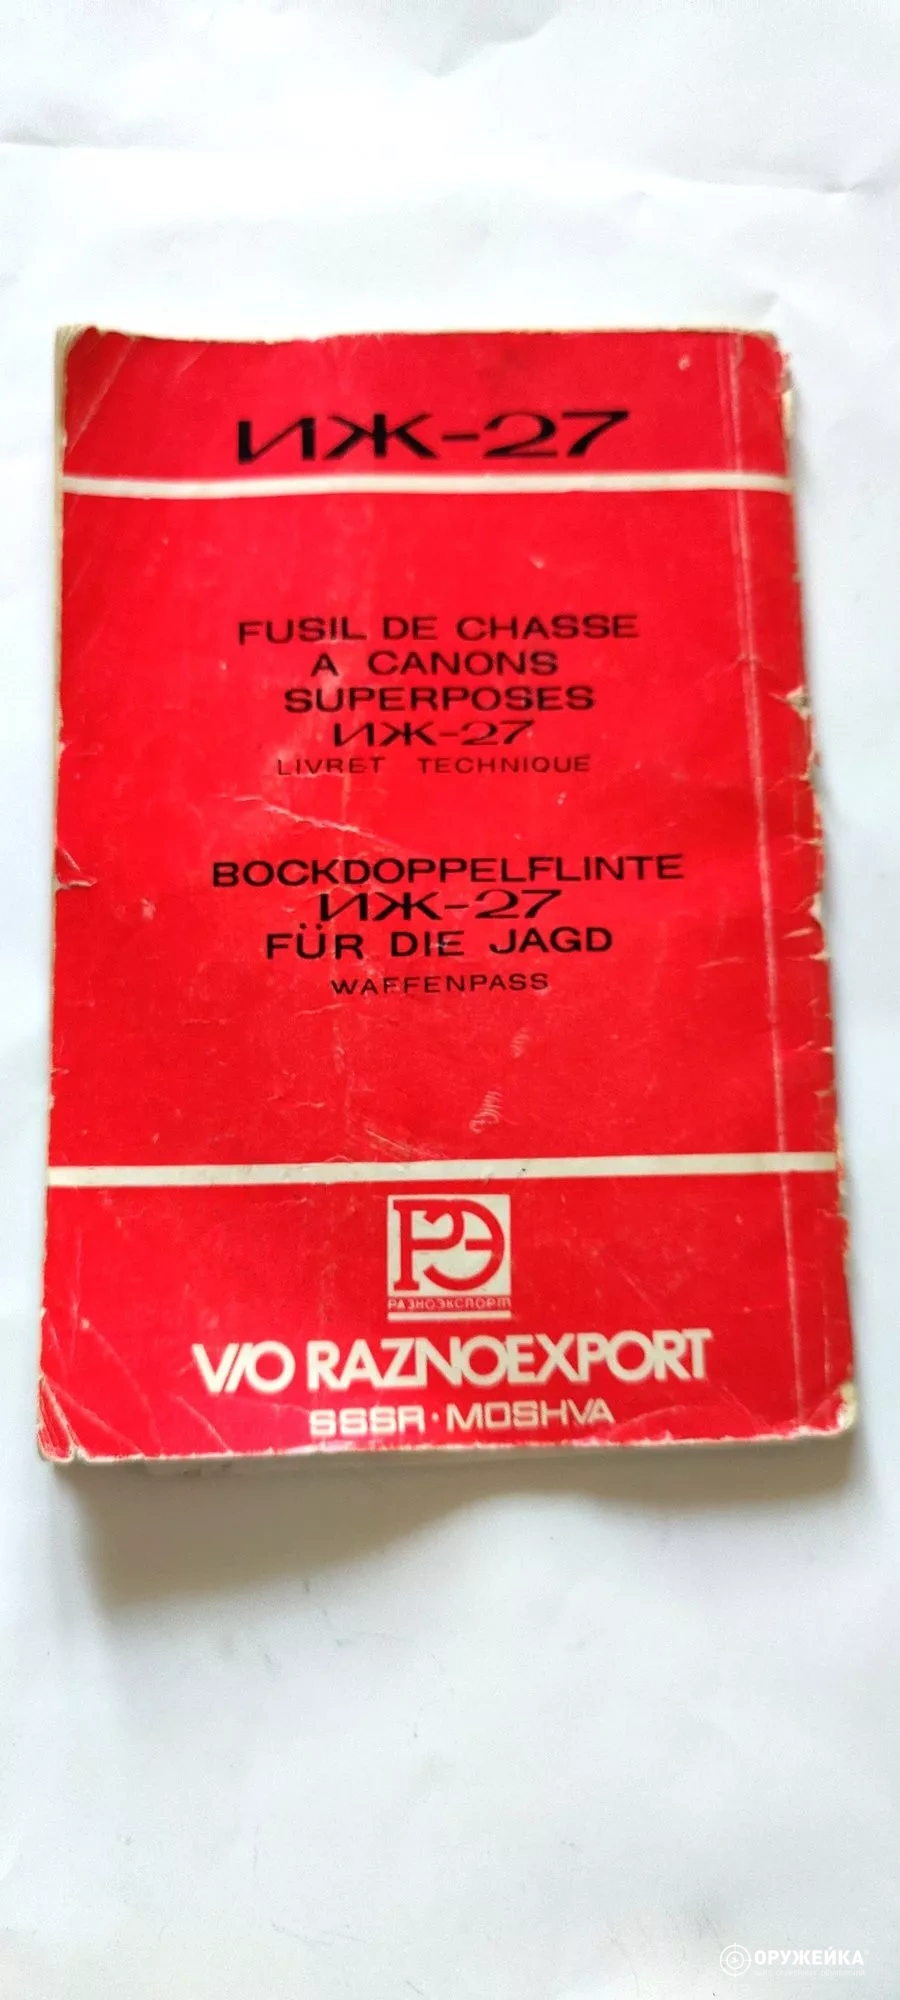 ИЖ-27
FUSIL DE CHASSE
A CANONS
SUPERPOSES
ИЖ-27
LIVRET TECHNIQUE
BOCKDOPPELFLINTE
ИЖ-27
FÜR DIE JAGD
WAFFENPASS
РЭ
РАЗНОЭКСПОРТ
V/O RAZNOEXPORT
SSSR · MOSHVA
ОРУЖЕЙКА